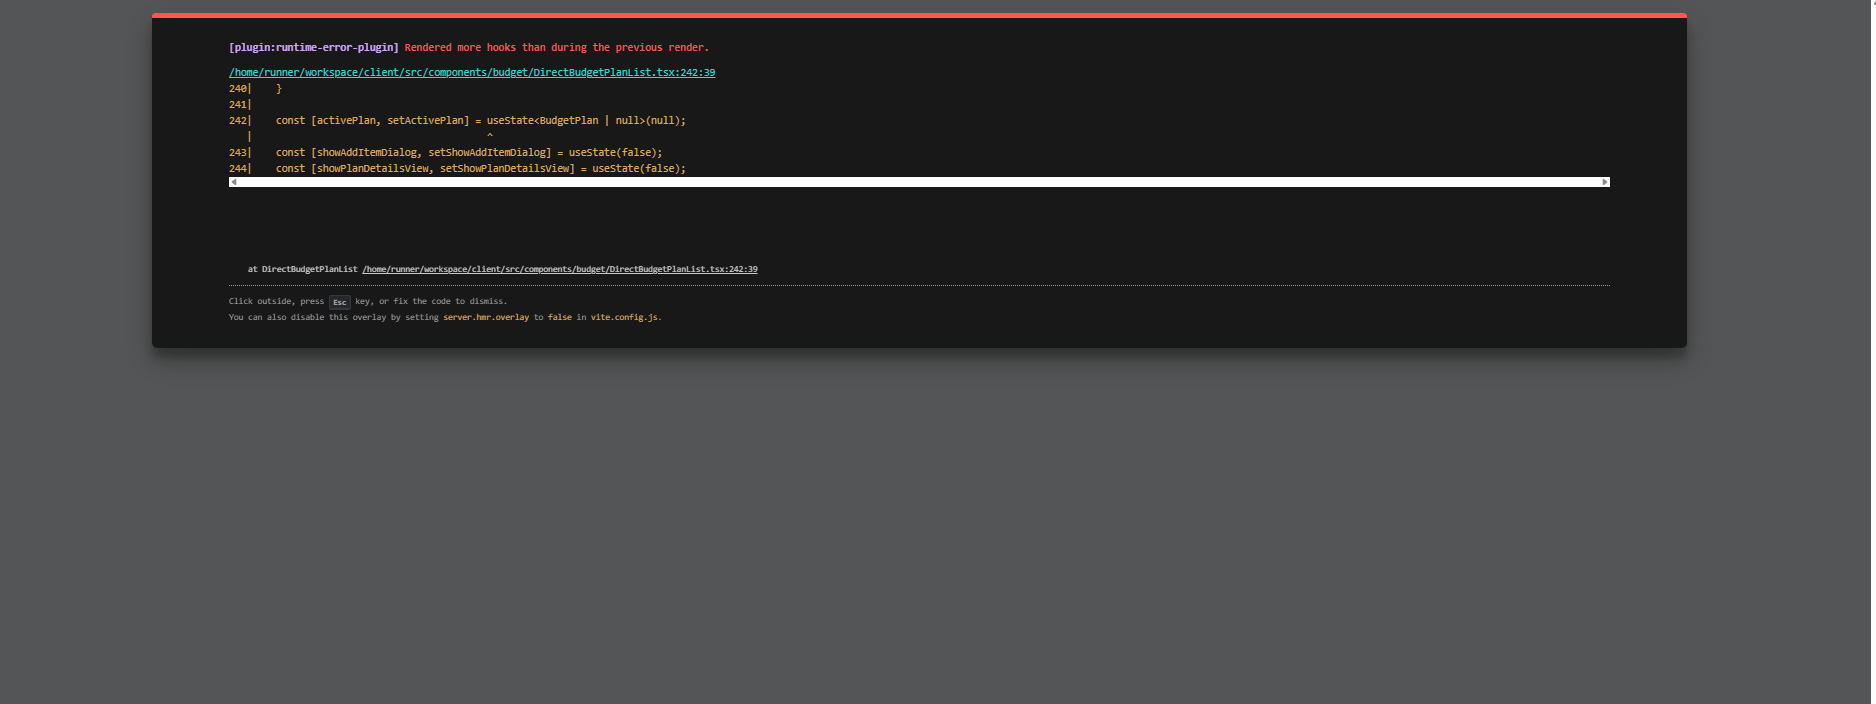 [plugin:runtime-error-plugin] Rendered more hooks than during the previous render.
/home/runner/workspace/client/src/components/budget/DirectBudgetPlanList.tsx:242:39
240|    }
241|
242|    const [activePlan, setActivePlan] = useState<BudgetPlan | null>(null);
   |                                        ^
243|    const [showAddItemDialog, setShowAddItemDialog] = useState(false);
244|    const [showPlanDetailsView, setShowPlanDetailsView] = useState(false);
at DirectBudgetPlanList /home/runner/workspace/client/src/components/budget/DirectBudgetPlanList.tsx:242:39
Click outside, press Esc key, or fix the code to dismiss.
You can also disable this overlay by setting server.hmr.overlay to false in vite.config.js.